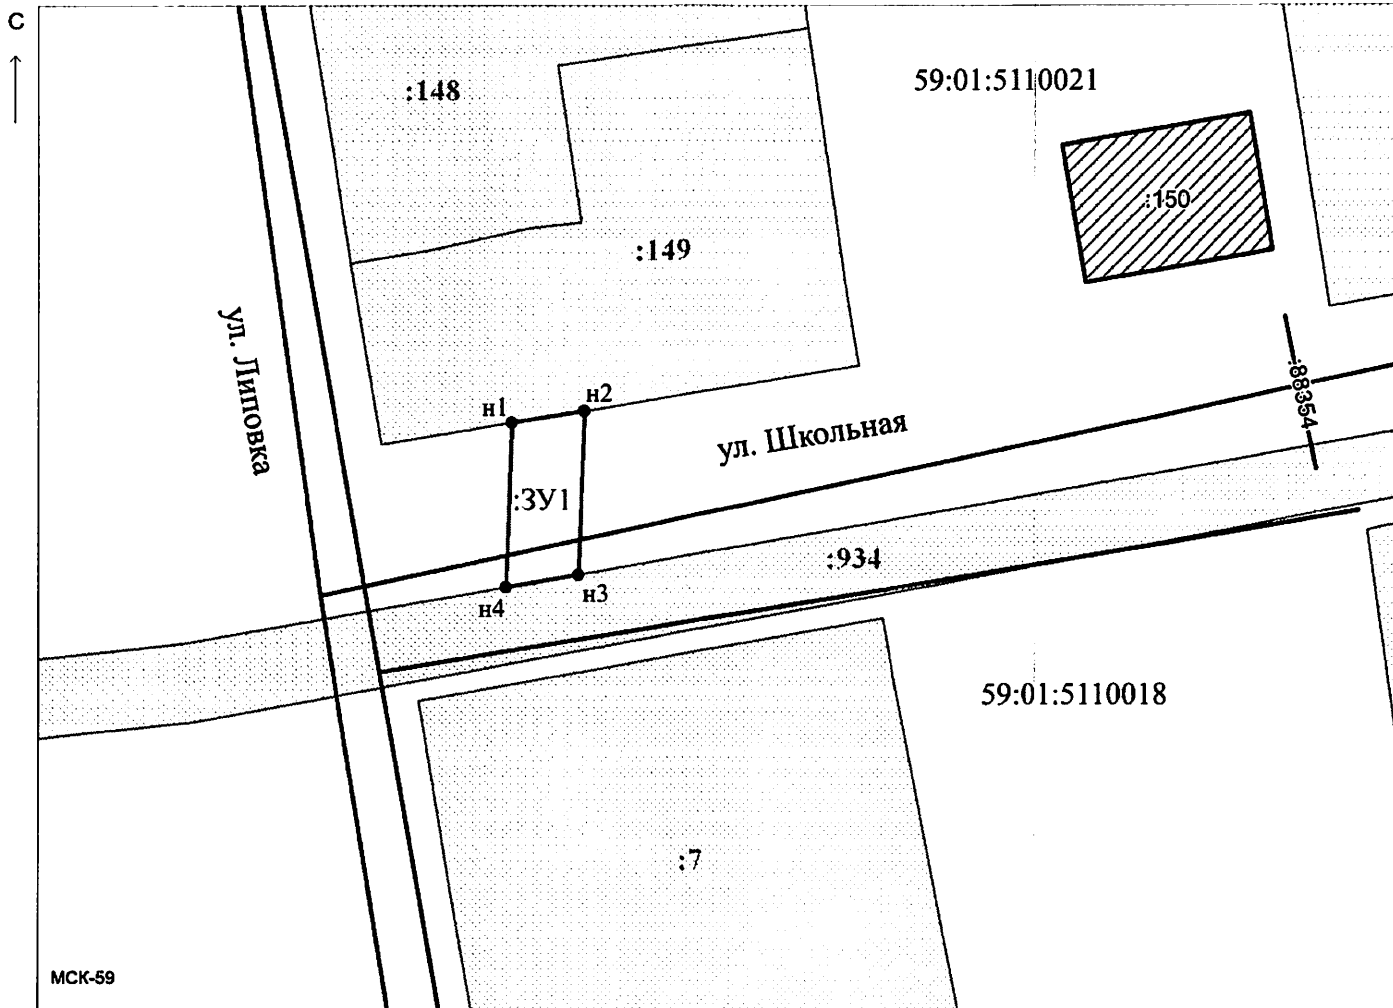 С
:148
59:01:5110021
:150
:149
ул. Липовка
:88354
н1
н2
ул. Школьная
:ЗУ1
:934
н4
н3
59:01:5110018
:7
МСК-59